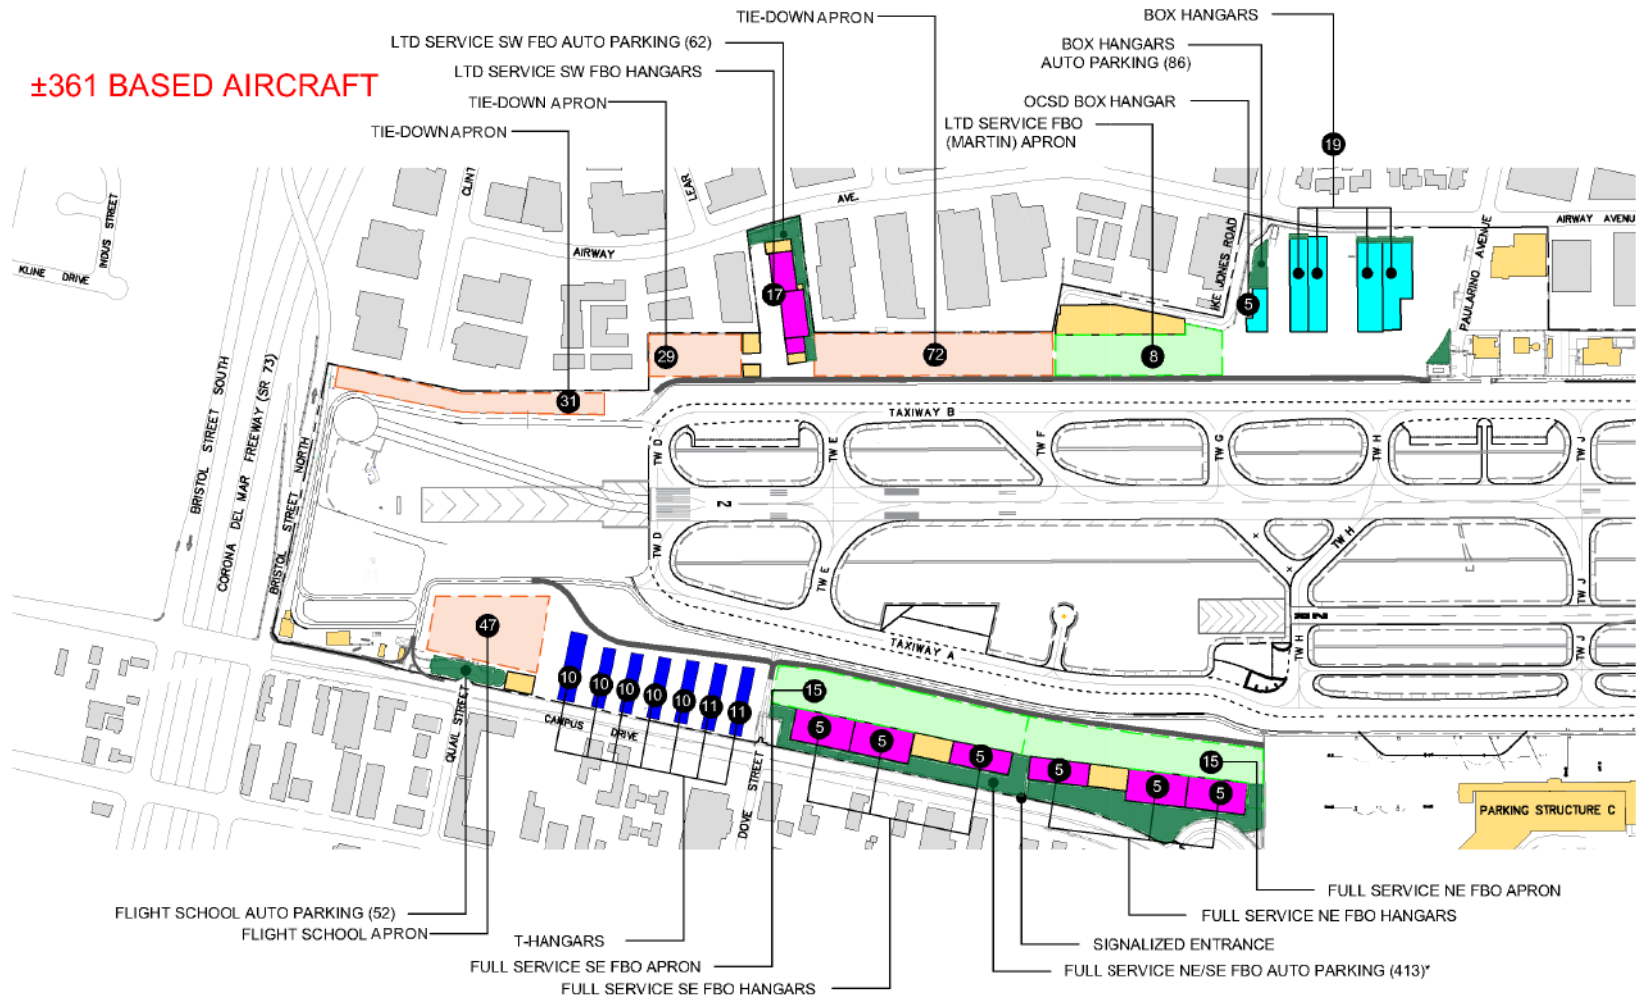 TIE-DOWN APRON
BOX HANGARS
LTD SERVICE SW FBO AUTO PARKING (62)
BOX HANGARS
AUTO PARKING (86)
±361 BASED AIRCRAFT
LTD SERVICE SW FBO HANGARS
TIE-DOWN APRON
OCSD BOX HANGAR
TIE-DOWN APRON
LTD SERVICE FBO
(MARTIN) APRON
19
INDUS STREET
KLINE DRIVE
CLINT
LEAR
AVE.
AIRWAY
IKE JONES ROAD
PAULARINO AVENUE
AIRWAY AVENU
17
5
29
72
8
31
BRISTOL STREET SOUTH
CORONA DEL MAR FREEWAY (SR 73)
BRISTOL STREET NORTH
TAXIWAY B
TW D
TW E
TW F
TW G
TW H
TW J
2
TW D
TW E
TW H
TW J
TAXIWAY A
TW H
TW J
47
10
10
10
10
10
11
11
15
5
5
5
5
5
5
15
QUAIL STREET
CAMPUS DRIVE
DOVE STREET
PARKING STRUCTURE C
FULL SERVICE NE FBO APRON
FLIGHT SCHOOL AUTO PARKING (52)
FULL SERVICE NE FBO HANGARS
FLIGHT SCHOOL APRON
T-HANGARS
SIGNALIZED ENTRANCE
FULL SERVICE SE FBO APRON
FULL SERVICE NE/SE FBO AUTO PARKING (413)*
FULL SERVICE SE FBO HANGARS